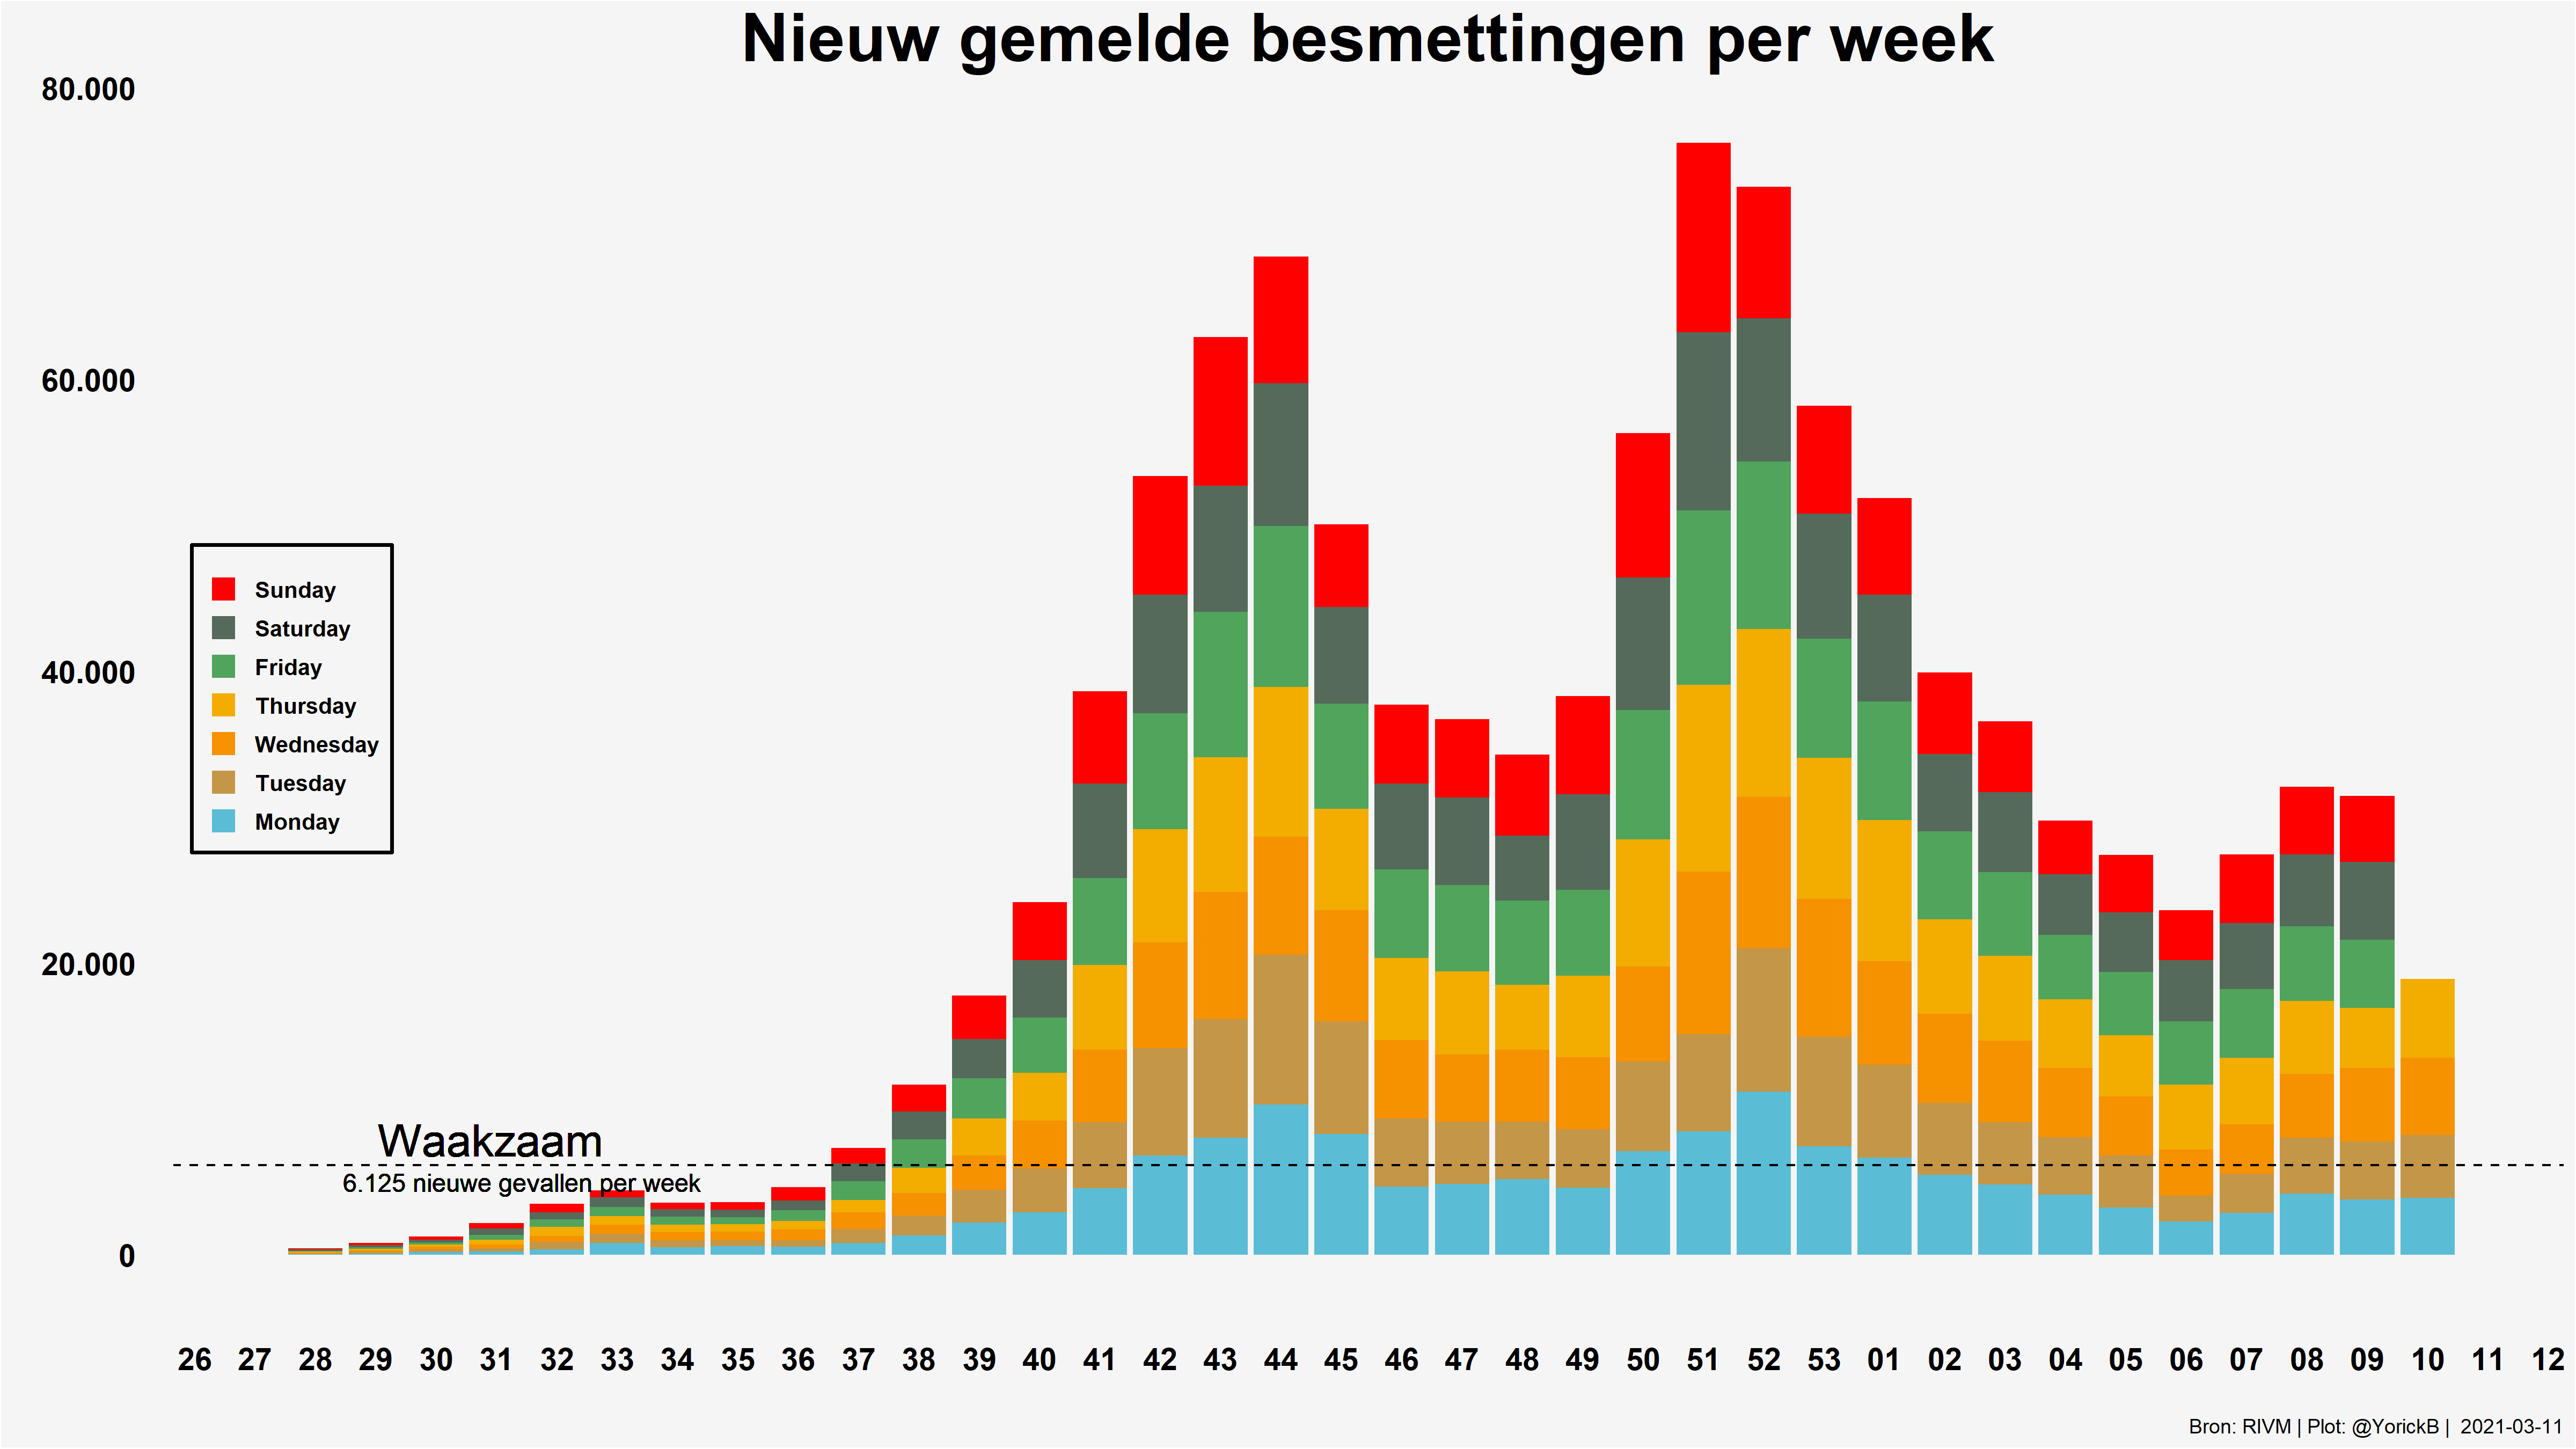 Nieuw gemelde besmettingen per week
80.000
60.000
40.000
20.000
0
Sunday
Saturday
Friday
Thursday
Wednesday
Tuesday
Monday
Waakzaam
6.125 nieuwe gevallen per week
26 27 28 29 30 31 32 33 34 35 36 37 38 39 40 41 42 43 44 45 46 47 48 49 50 51 52 53 01 02 03 04 05 06 07 08 09 10 11 12
Bron: RIVM | Plot: @YorickB | 2021-03-11